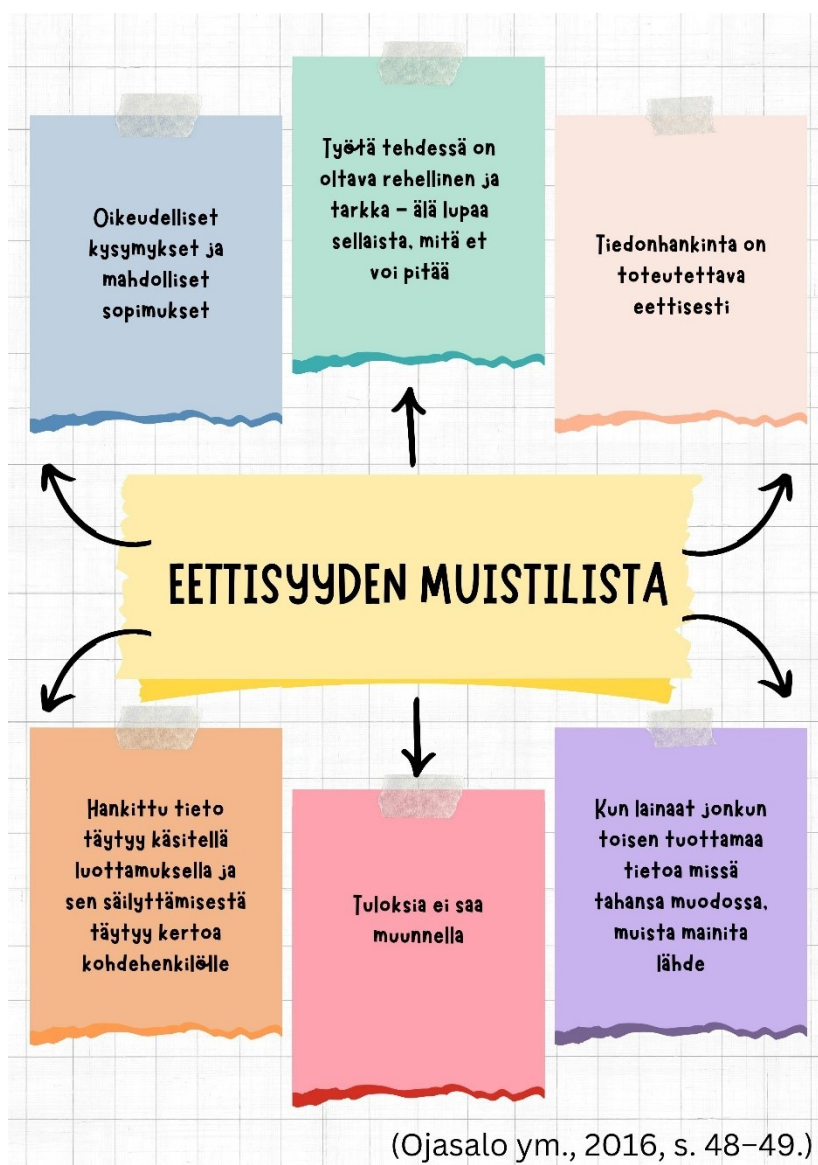 Oikeudelliset
kysymykset ja
mahdolliset
sopimukset
Työtä tehdessä on
oltava rehellinen ja
tarkka – älä lupaa
sellaista, mitä et
voi pitää
Tiedonhankinta on
toteutettava
eettisesti
EETTISYYDEN MUISTILISTA
Hankittu tieto
täytyy käsitellä
luottamuksella ja
sen säilyttämisestä
täytyy kertoa
kohdehenkilölle
Tuloksia ei saa
muunnella
Kun lainaat jonkun
toisen tuottamaa
tietoa missä
tahansa muodossa,
muista mainita
lähde
(Ojasalo ym., 2016, s. 48–49.)